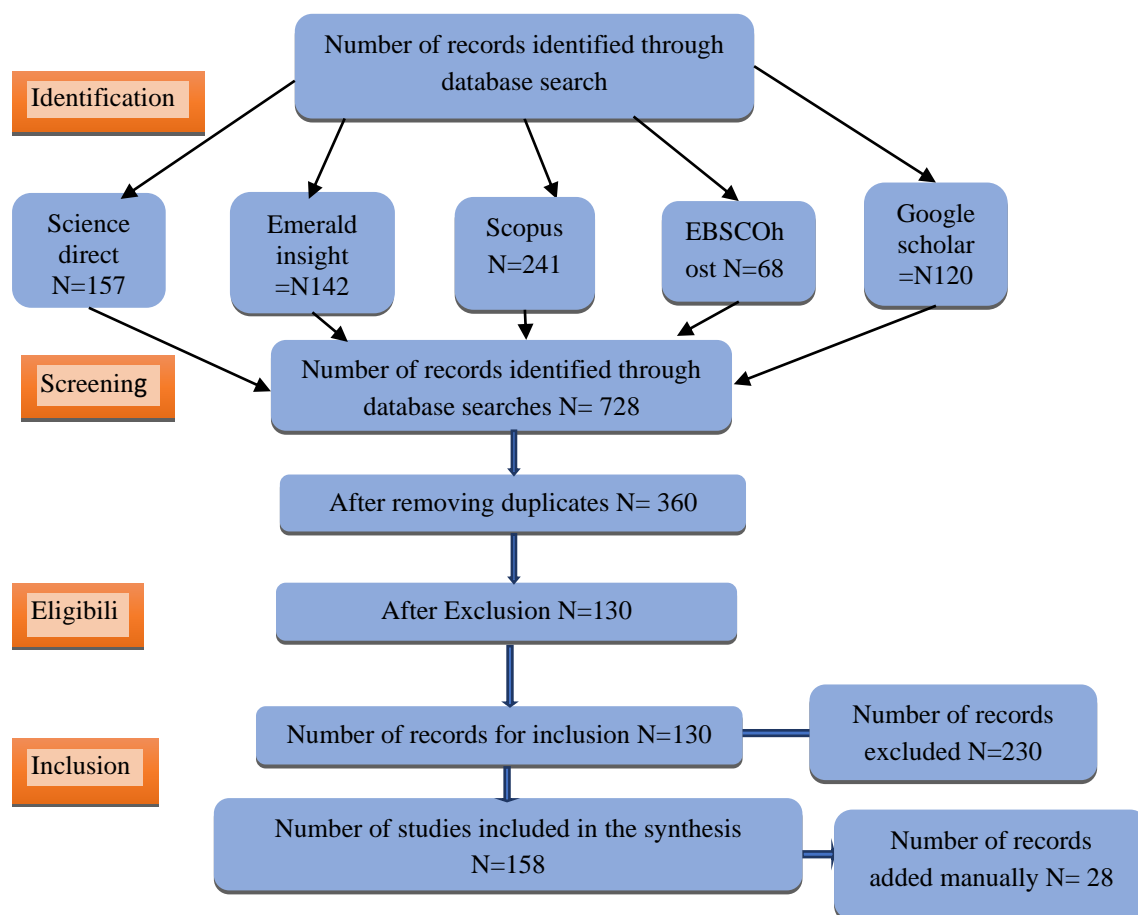 Number of records identified through
database search
Identification
Science
direct
N=157
Emerald
insight
=N142
Scopus
N=241
EBSCOh
ost N=68
Google
scholar
=N120
Screening
Number of records identified through
database searches N= 728
After removing duplicates N= 360
Eligibili
After Exclusion N=130
Number of records for inclusion N=130
Number of records
excluded N=230
Inclusion
Number of studies included in the synthesis
N=158
Number of records
added manually N= 28